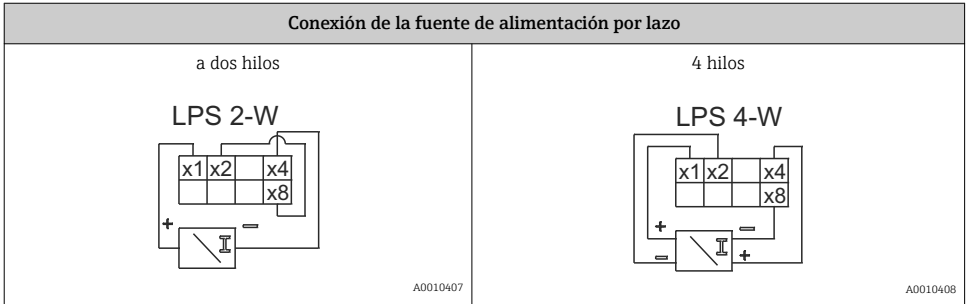 Conexión de la fuente de alimentación por lazo
a dos hilos
LPS 2-W
x1 x2 x4
x8
+ −
I
A0010407
4 hilos
LPS 4-W
x1 x2 x4
x8
+ −
I
− +
A0010408